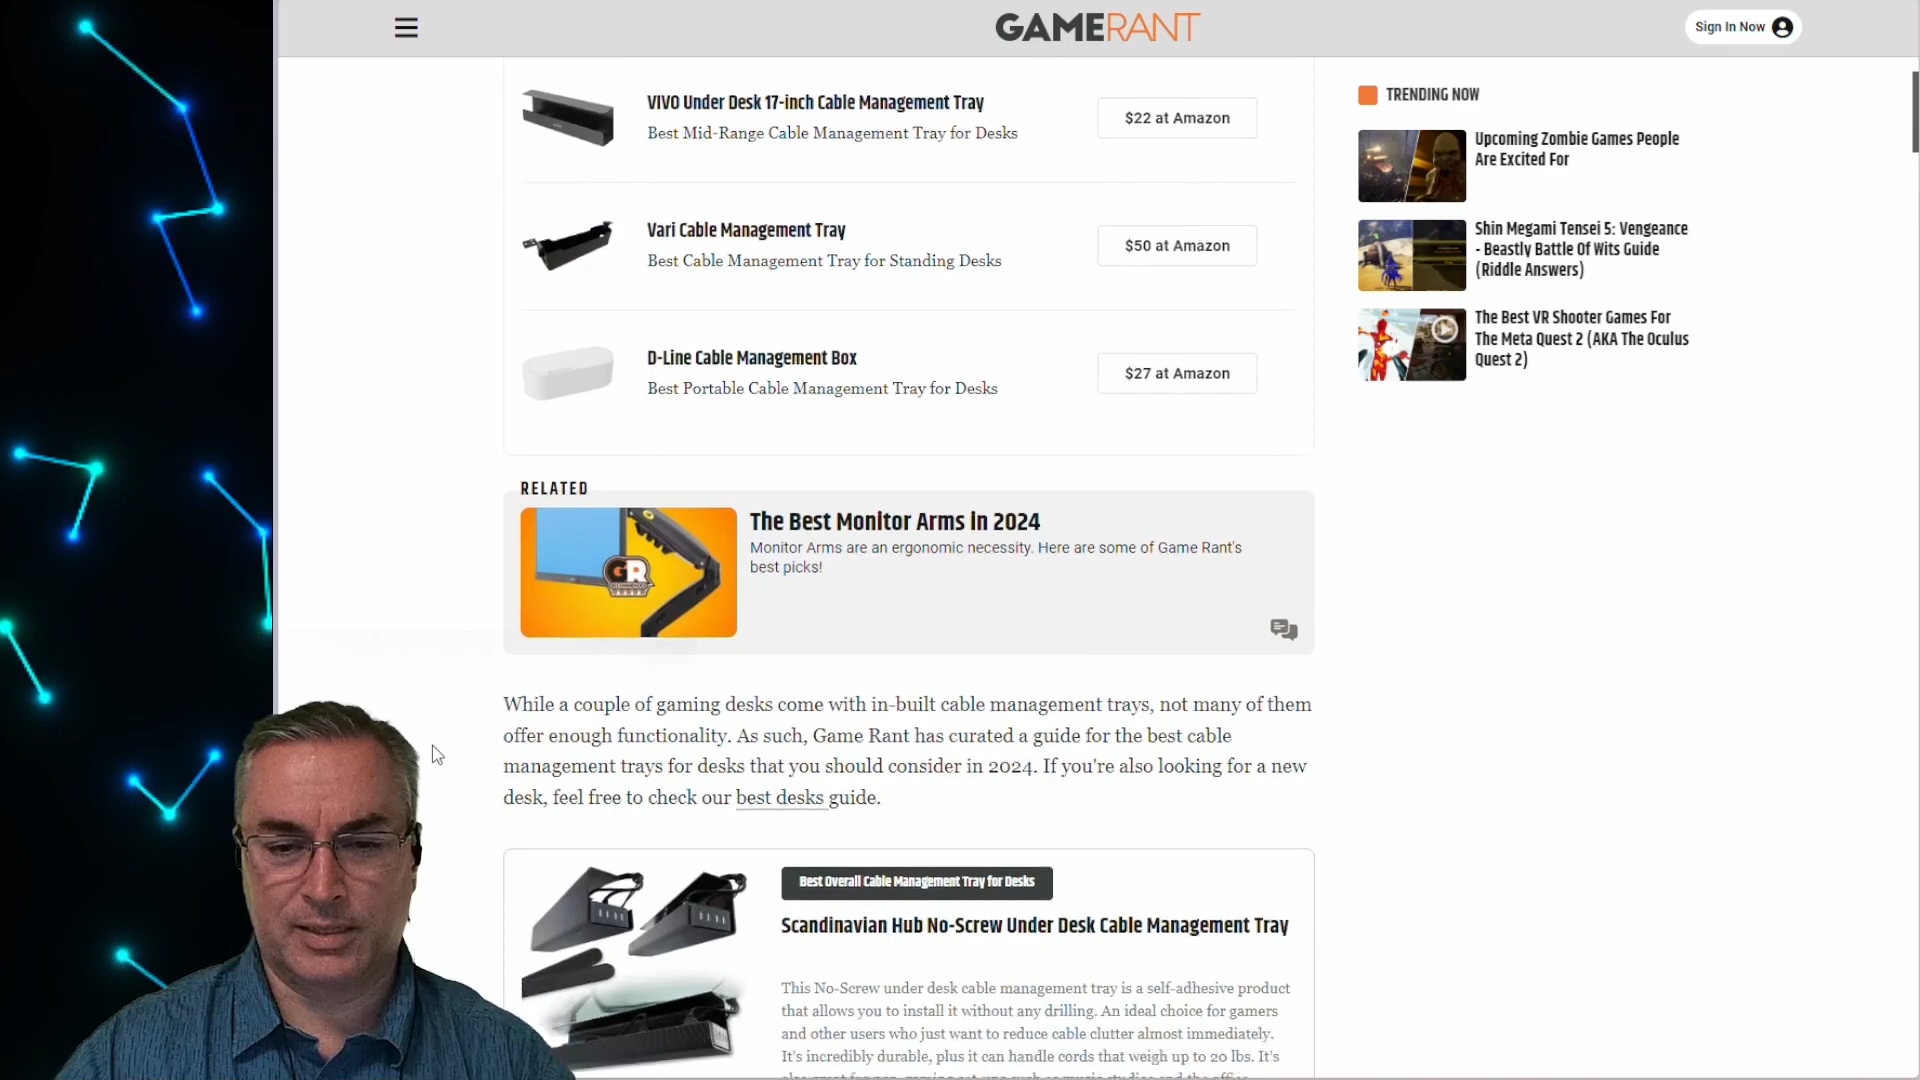 GAMERANT
Sign In Now
VIVO Under Desk 17-inch Cable Management Tray
Best Mid-Range Cable Management Tray for Desks
$22 at Amazon
Vari Cable Management Tray
Best Cable Management Tray for Standing Desks
$50 at Amazon
D-Line Cable Management Box
Best Portable Cable Management Tray for Desks
$27 at Amazon
TRENDING NOW
Upcoming Zombie Games People
Are Excited For
Shin Megami Tensei 5: Vengeance
- Beastly Battle Of Wits Guide
(Riddle Answers)
The Best VR Shooter Games For
The Meta Quest 2 (AKA The Oculus
Quest 2)
RELATED
GR
The Best Monitor Arms in 2024
Monitor Arms are an ergonomic necessity. Here are some of Game Rant's
best picks!
While a couple of gaming desks come with in-built cable management trays, not many of them
offer enough functionality. As such, Game Rant has curated a guide for the best cable
management trays for desks that you should consider in 2024. If you're also looking for a new
desk, feel free to check our best desks guide.
Best Overall Cable Management Tray for Desks
Scandinavian Hub No-Screw Under Desk Cable Management Tray
This No-Screw under desk cable management tray is a self-adhesive product
that allows you to install it without any drilling. An ideal choice for gamers
and other users who just want to reduce cable clutter almost immediately.
It's incredibly durable, plus it can handle cords that weigh up to 20 lbs. It's